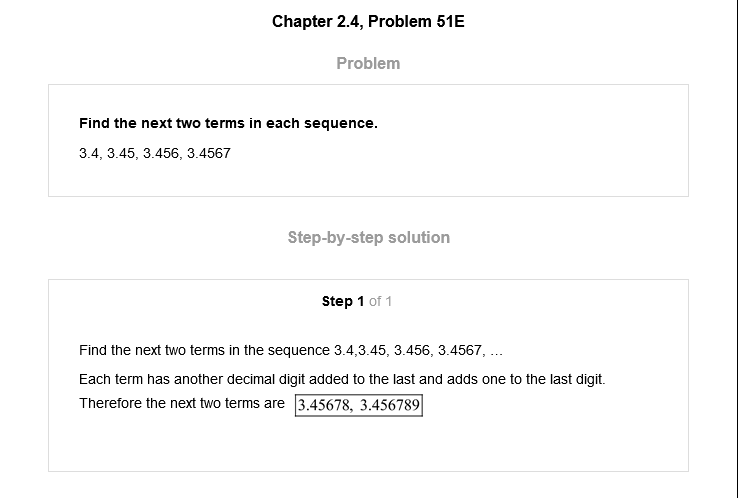 Chapter 2.4, Problem 51E
Problem
Find the next two terms in each sequence.
3.4, 3.45, 3.456, 3.4567
Step-by-step solution
Step 1 of 1
Find the next two terms in the sequence 3.4,3.45, 3.456, 3.4567, ...
Each term has another decimal digit added to the last and adds one to the last digit.
Therefore the next two terms are 3.45678, 3.456789